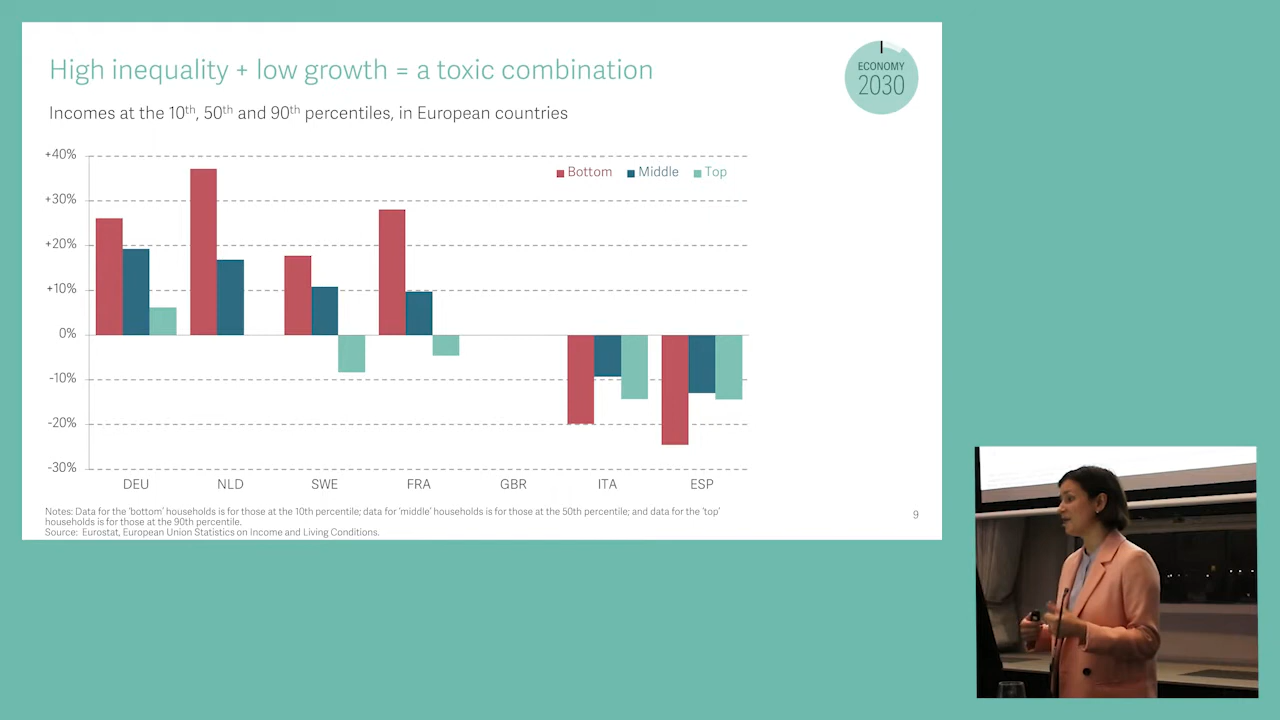 High inequality + low growth = a toxic combination
ECONOMY
2030
Incomes at the 10th, 50th and 90th percentiles, in European countries
+40%
Bottom Middle Top
+30%
+20%
+10%
0%
-10%
-20%
-30%
DEU NLD SWE FRA GBR ITA ESP
Notes: Data for the 'bottom' households is for those at the 10th percentile; data for 'middle' households is for those at the 50th percentile; and data for the 'top'
households is for those at the 90th percentile.
Source: Eurostat, European Union Statistics on Income and Living Conditions.
9